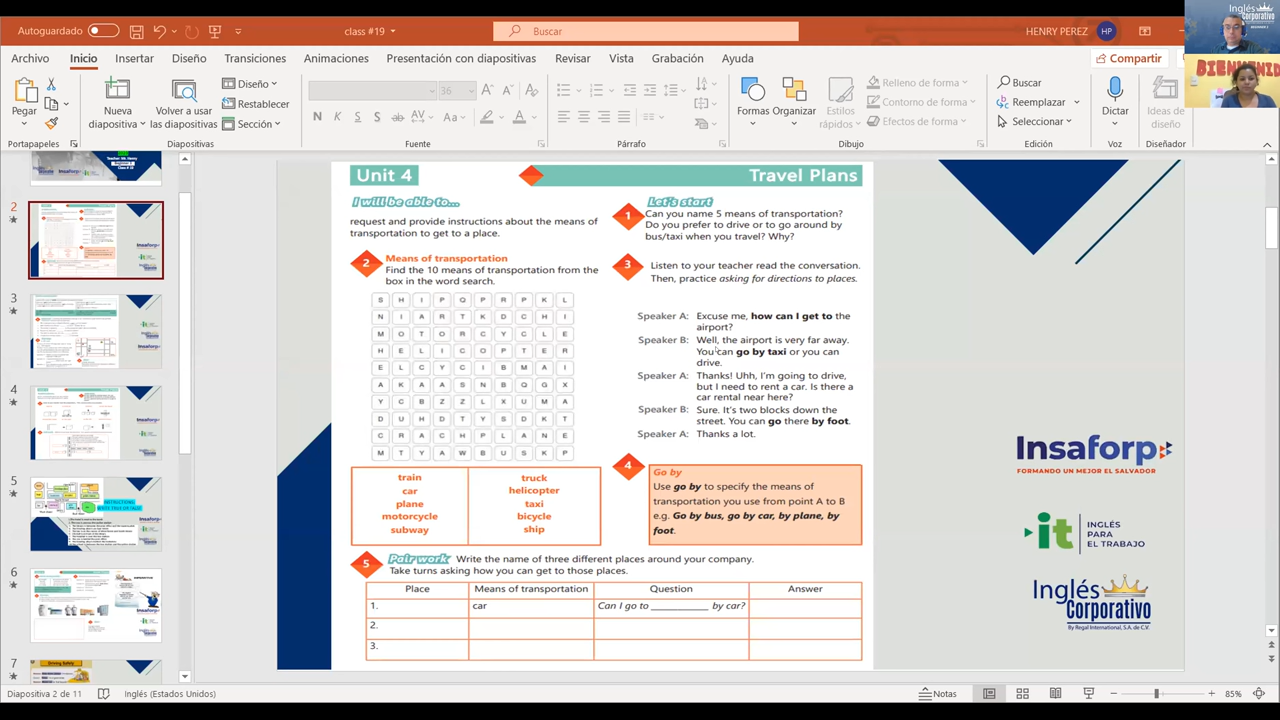 Autoguardado
class #19
Buscar
HENRY PEREZ
HP
Inglés
Corporativo
BIENVENID
Archivo
Inicio
Insertar
Diseño
Transiciones
Animaciones
Presentación con diapositivas
Revisar
Vista
Grabación
Ayuda
Compartir
Pegar
Nueva
diapositiva
Volver a usar
las diapositivas
Diseño
Restablecer
Sección
36
Formas
Organizar
Estilos
rápidos
Relleno de forma
Contorno de forma
Efectos de forma
Buscar
Reemplazar
Seleccionar
Dictar
Ideas de
diseño
Portapapeles
Diapositivas
Fuente
Párrafo
Dibujo
Edición
Voz
Diseñador
2
3
4
5
6
7
Unit 4
Travel Plans
I will be able to...
request and provide instructions about the means of
transportation to get to a place.
Let's start
1
Can you name 5 means of transportation?
Do you prefer to drive or to go around by
bus/taxi when you travel? Why?
2
Means of transportation
Find the 10 means of transportation from the
box in the word search.
S H I P Q P H P K L
N I A R T K D C H I
M O T O R C Y C L E
H E L I C O P T E R
E L C Y C I B M A I
A K A A S N B Q G X
Y C B Z Z L X U M A
D U H D T Y S D K T
C R A C H P L A N E
M T Y A W B U S K P
train
car
plane
motorcycle
subway
truck
helicopter
taxi
bicycle
ship
3
Listen to your teacher read the conversation.
Then, practice asking for directions to places.
Speaker A: Excuse me, how can I get to the
airport?
Speaker B: Well, the airport is very far away.
You can go by taxi or you can
drive.
Speaker A: Thanks! Uhh, I'm going to drive,
but I need to rent a car. Is there a
car rental near here?
Speaker B: Sure. It's two blocks down the
street. You can go there by foot.
Speaker A: Thanks a lot.
4
Go by
Use go by to specify the means of
transportation you use from point A to B
e.g. Go by bus, go by car, by plane, by
foot.
5
Pair work Write the name of three different places around your company.
Take turns asking how you can get to those places.
Place Means of transportation Question Answer
1. car Can I go to _________ by car?
2.
3.
Insaforp
FORMANDO UN MEJOR EL SALVADOR
it
INGLÉS
PARA
EL TRABAJO
Inglés
Corporativo
By Regal International, S.A. de C.V.
Diapositiva 2 de 11
Inglés (Estados Unidos)
Notas
85%